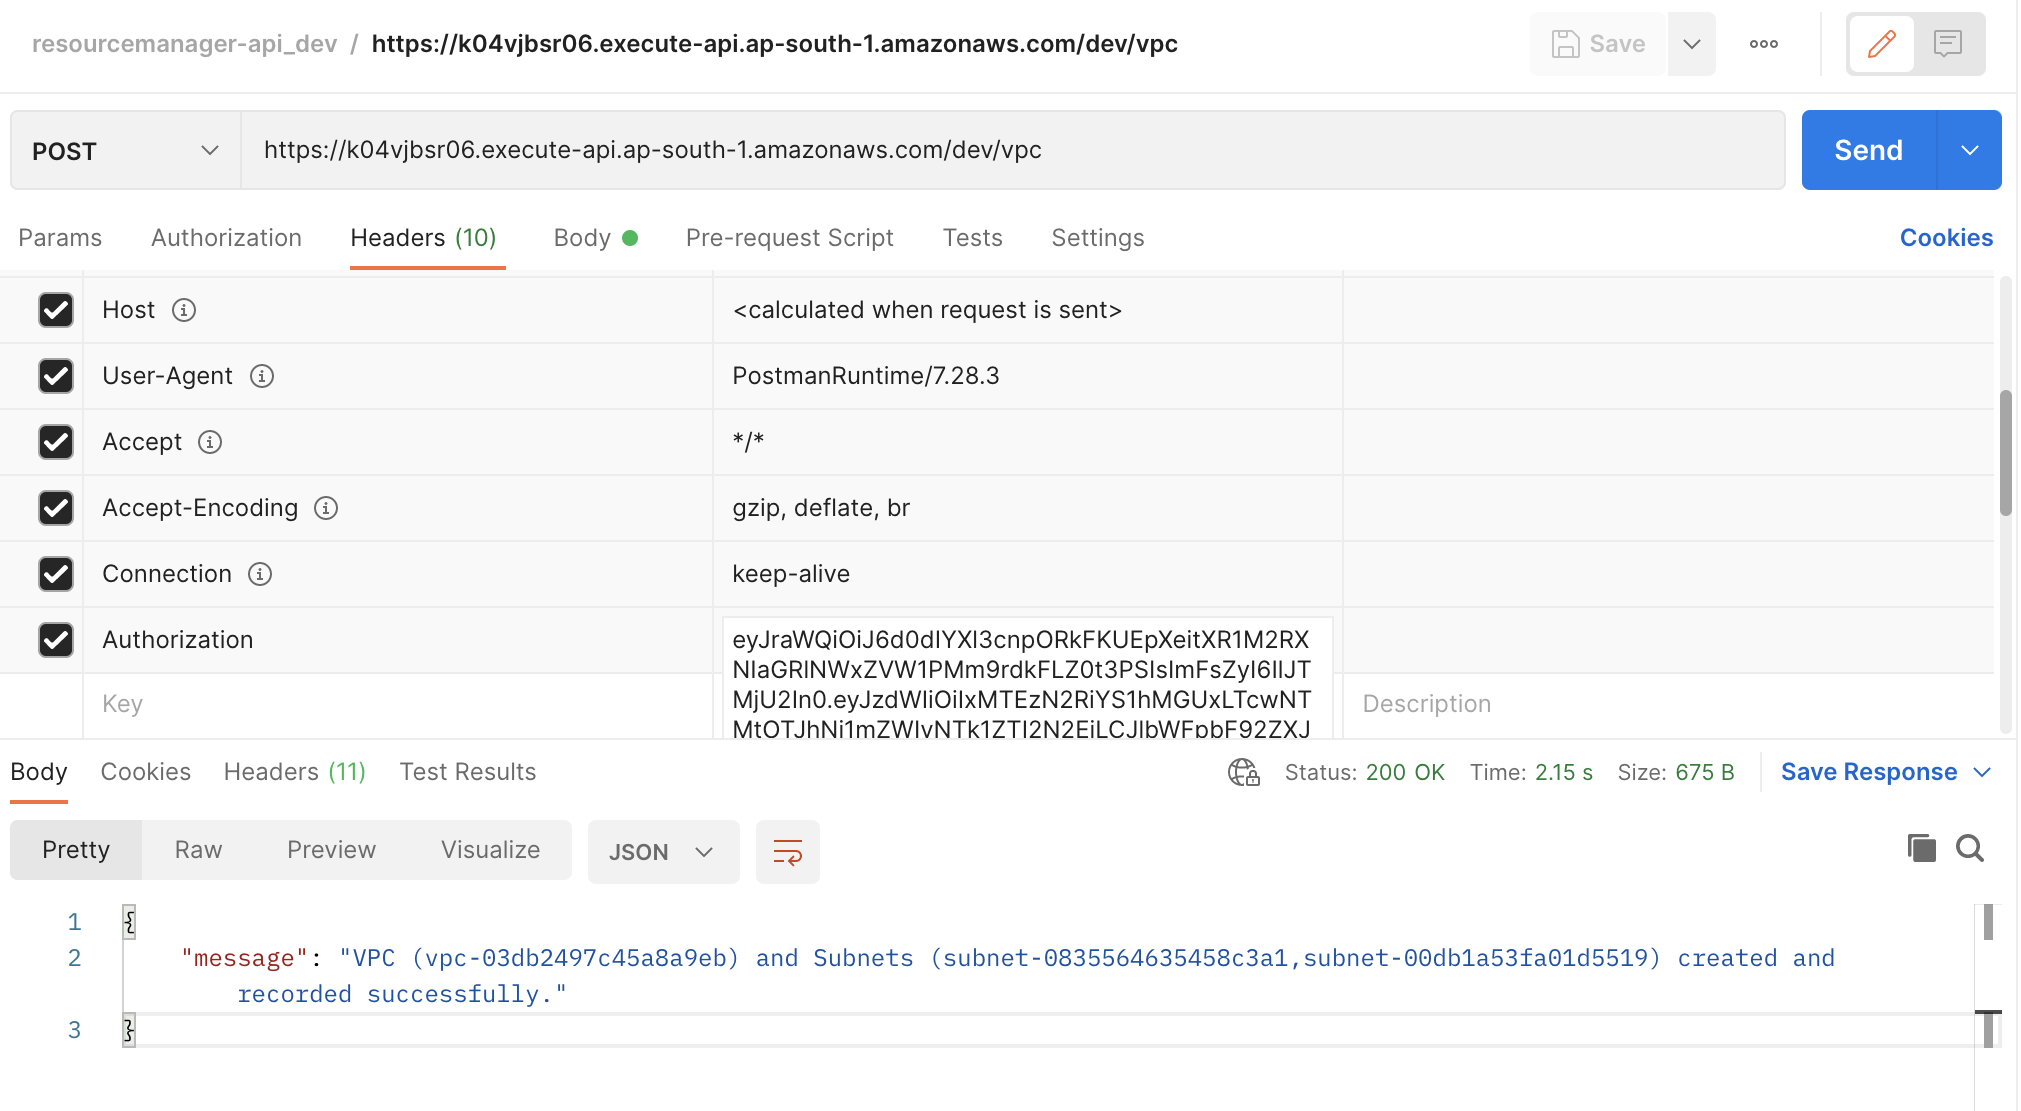 resourcemanager-api_dev / https://k04vjbsr06.execute-api.ap-south-1.amazonaws.com/dev/vpc
Save
POST
https://k04vjbsr06.execute-api.ap-south-1.amazonaws.com/dev/vpc
Send
Params Authorization Headers (10) Body Pre-request Script Tests Settings Cookies
Host <calculated when request is sent>
User-Agent PostmanRuntime/7.28.3
Accept */*
Accept-Encoding gzip, deflate, br
Connection keep-alive
Authorization eyJraWQiOiJ6d0dIYXl3cnpORkFKUEpXeitXR1M2RX
NIaGRlNWxZVW1PMm9rdkFLZ0t3PSIsImFsZyI6IlJT
MjU2In0.eyJzdWIiOiIxMTEzN2RiYS1hMGUxLTcwNT
MtOTJhNi1mZWIyNTk1ZTI2N2EiLCJlbWFpbF92ZXJ
Key Description
Body Cookies Headers (11) Test Results Status: 200 OK Time: 2.15 s Size: 675 B Save Response
Pretty Raw Preview Visualize JSON
1 {
2 "message": "VPC (vpc-03db2497c45a8a9eb) and Subnets (subnet-0835564635458c3a1,subnet-00db1a53fa01d5519) created and
recorded successfully."
3 }